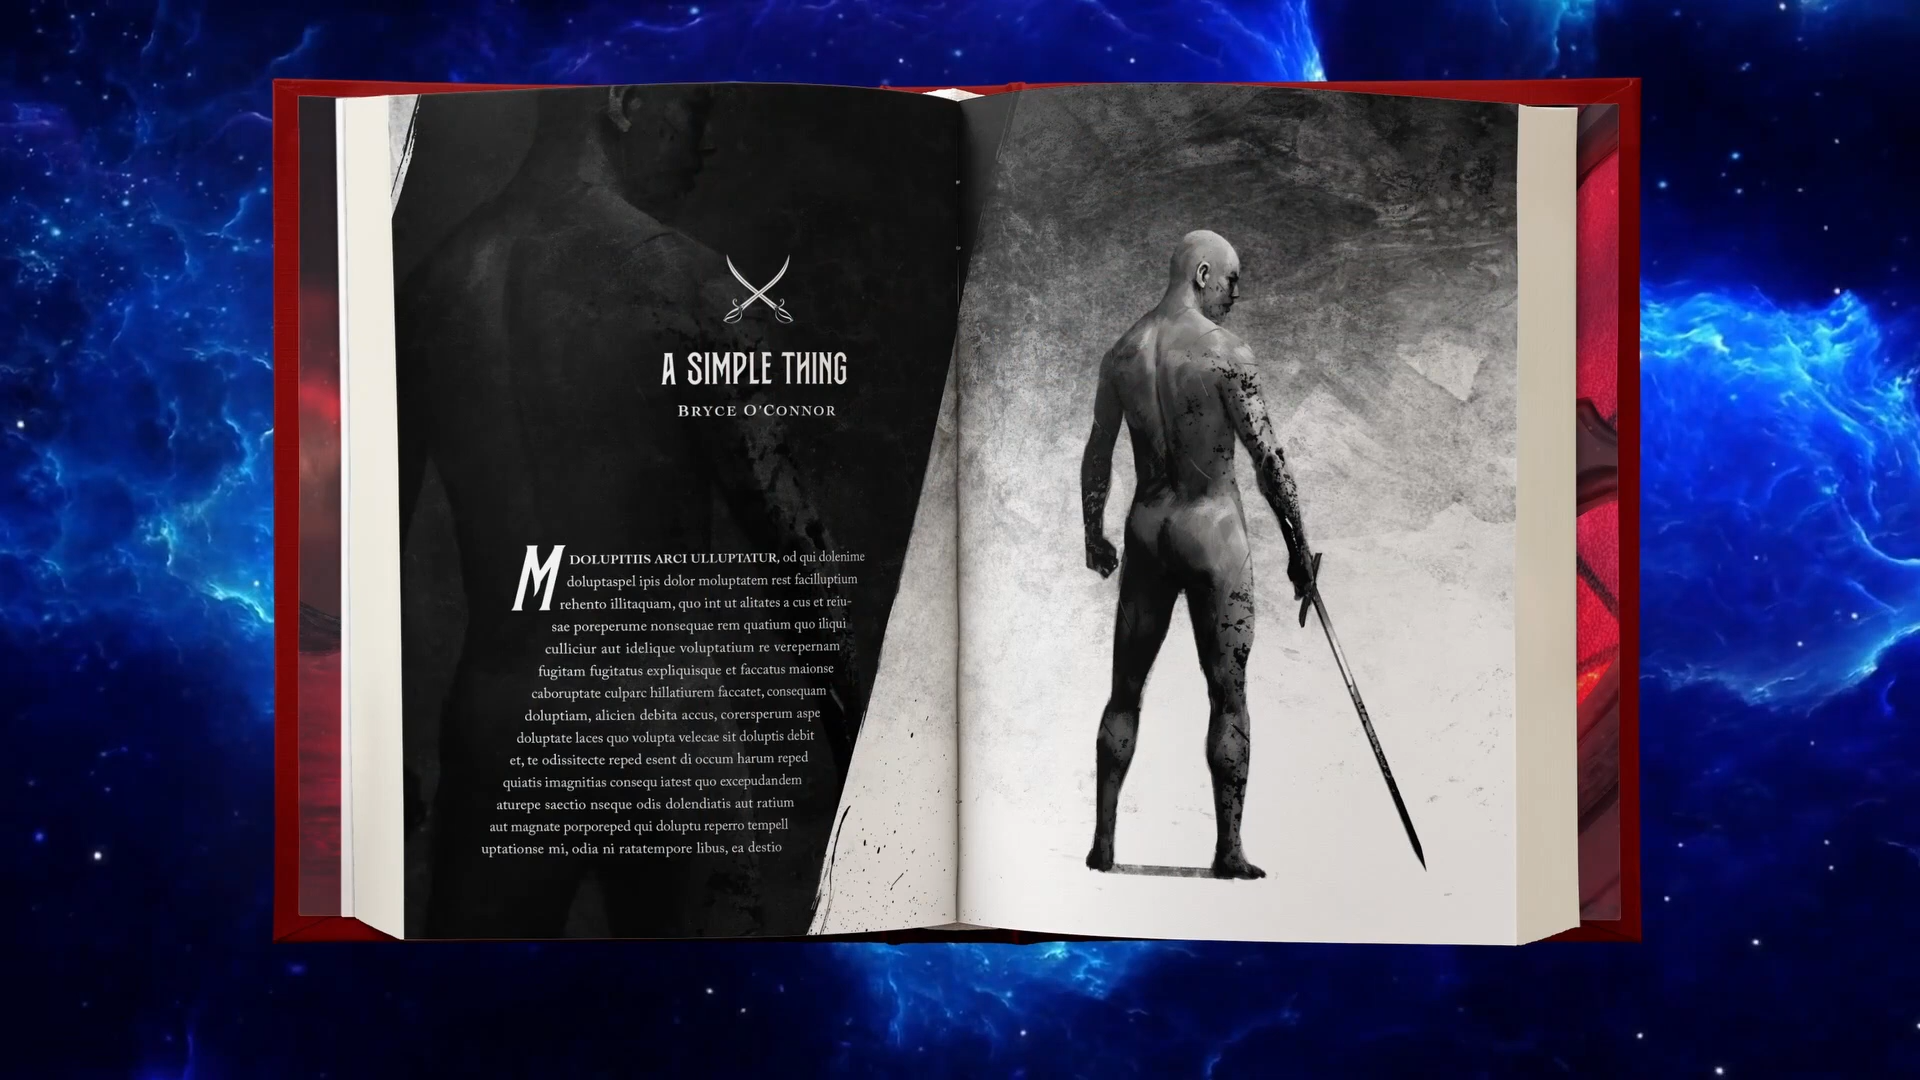 A SIMPLE THING
BRYCE O'CONNOR
M DOLUPITIIS ARCI ULLUPTATUR, od qui dolenime
doluptaspel ipis dolor moluptatem rest facilluptium
rehento illitaquam, quo int ut alitates a cus et reiu-
sae poreperume nonsequae rem quatium quo iliqui
culliciur aut idelique voluptatium re verepernam
fugitam fugitatus expliquisque et faccatus maionse
caboruptate culparc hillatiurem faccatet, consequam
doluptiam, alicien debita accus, corersperum aspe
doluptate laces quo volupta velecae sit doluptis debit
et, te odissitecte reped esent di occum harum reped
quiatis imagnitias consequ iatest quo excepudandem
aturepe saectio nseque odis dolendiatis aut ratium
aut magnate porporeped qui doluptu reperro tempell
uptationse mi, odia ni ratatempore libus, ea destio